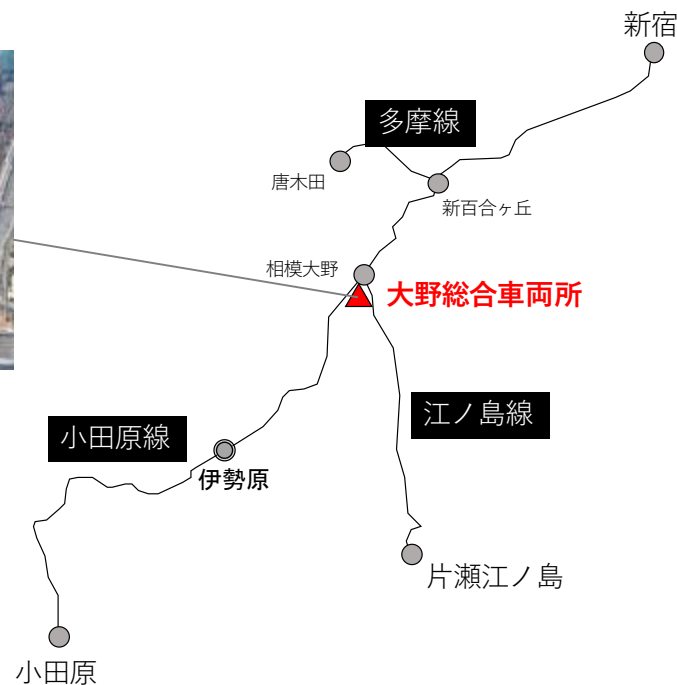 新宿
多摩線
唐木田
新百合ヶ丘
相模大野
大野総合車両所
江ノ島線
小田原線
伊勢原
片瀬江ノ島
小田原